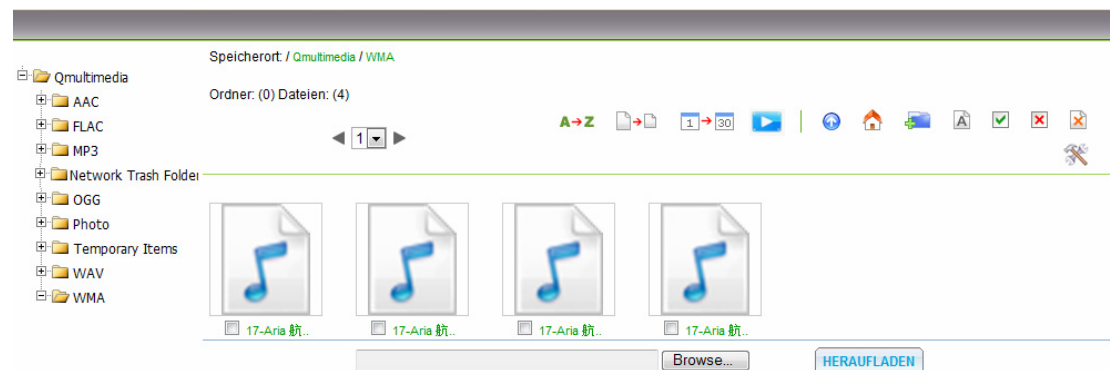 Speicherort: / Qmultimedia / WMA
Ordner: (0) Dateien: (4)
Qmultimedia
AAC
FLAC
MP3
Network Trash Folder
OGG
Photo
Temporary Items
WAV
WMA
1
A→Z
1→30
A
17-Aria 航..
17-Aria 航..
17-Aria 航..
17-Aria 航..
Browse...
HERAUFLADEN